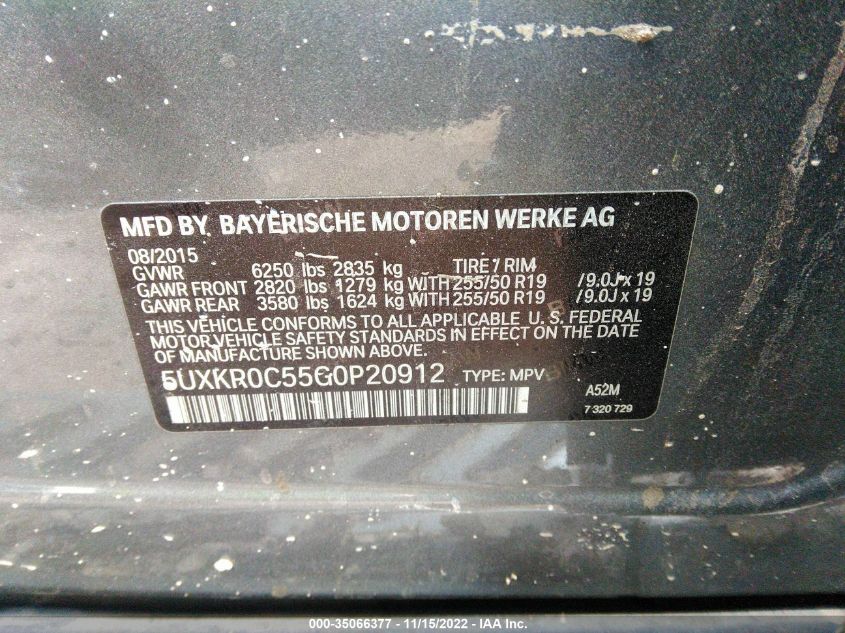 MFD BY BAYERISCHE MOTOREN WERKE AG
08/2015
GVWR 6250 lbs 2835 kg TIRE / RIM
GAWR FRONT 2820 lbs 1279 kg WITH 255/50 R19 /9.0J x 19
GAWR REAR 3580 lbs 1624 kg WITH 255/50 R19 /9.0J x 19
THIS VEHICLE CONFORMS TO ALL APPLICABLE U. S. FEDERAL
MOTOR VEHICLE SAFETY STANDARDS IN EFFECT ON THE DATE
OF MANUFACTURE SHOWN ABOVE.
5UXKR0C55G0P20912 TYPE: MPV
A52M
7 320 729
000-35066377 - 11/15/2022 - IAA Inc.